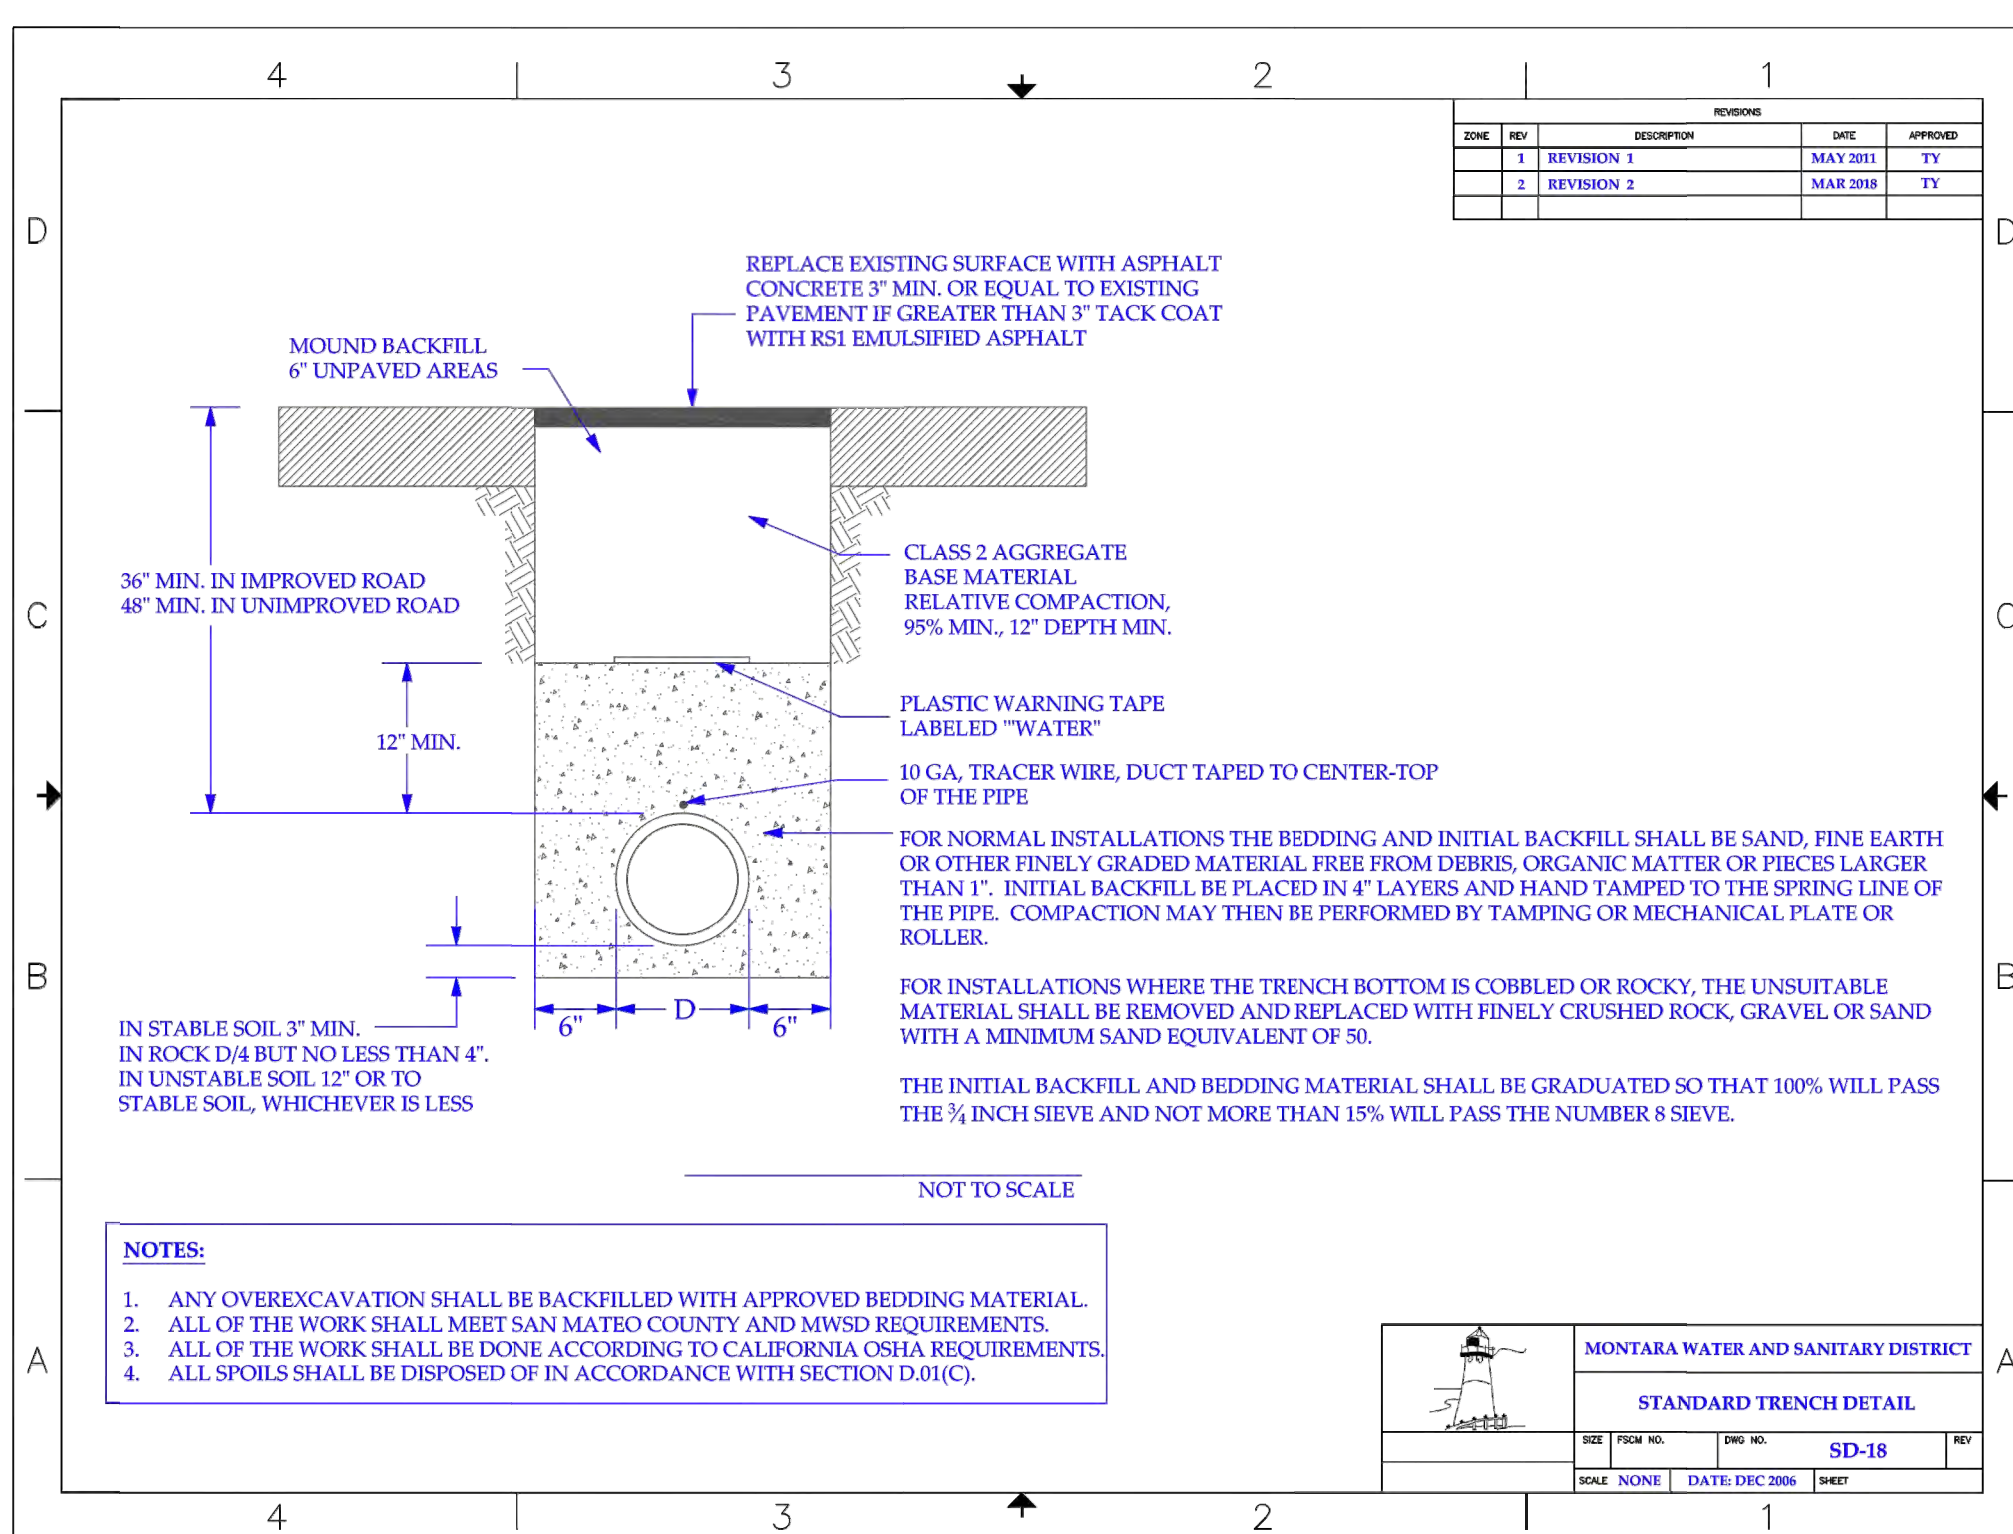 4 3 2 1
REVISIONS
ZONE REV DESCRIPTION DATE APPROVED
1 REVISION 1 MAY 2011 TY
2 REVISION 2 MAR 2018 TY
D D
REPLACE EXISTING SURFACE WITH ASPHALT
CONCRETE 3" MIN. OR EQUAL TO EXISTING
PAVEMENT IF GREATER THAN 3" TACK COAT
WITH RS1 EMULSIFIED ASPHALT
MOUND BACKFILL
6" UNPAVED AREAS
36" MIN. IN IMPROVED ROAD
48" MIN. IN UNIMPROVED ROAD
C C
CLASS 2 AGGREGATE
BASE MATERIAL
RELATIVE COMPACTION,
95% MIN., 12" DEPTH MIN.
12" MIN.
PLASTIC WARNING TAPE
LABELED '"WATER"
10 GA, TRACER WIRE, DUCT TAPED TO CENTER-TOP
OF THE PIPE
FOR NORMAL INSTALLATIONS THE BEDDING AND INITIAL BACKFILL SHALL BE SAND, FINE EARTH
OR OTHER FINELY GRADED MATERIAL FREE FROM DEBRIS, ORGANIC MATTER OR PIECES LARGER
THAN 1". INITIAL BACKFILL BE PLACED IN 4" LAYERS AND HAND TAMPED TO THE SPRING LINE OF
THE PIPE. COMPACTION MAY THEN BE PERFORMED BY TAMPING OR MECHANICAL PLATE OR
ROLLER.
B B
FOR INSTALLATIONS WHERE THE TRENCH BOTTOM IS COBBLED OR ROCKY, THE UNSUITABLE
MATERIAL SHALL BE REMOVED AND REPLACED WITH FINELY CRUSHED ROCK, GRAVEL OR SAND
WITH A MINIMUM SAND EQUIVALENT OF 50.
6" D 6"
IN STABLE SOIL 3" MIN.
IN ROCK D/4 BUT NO LESS THAN 4".
IN UNSTABLE SOIL 12" OR TO
STABLE SOIL, WHICHEVER IS LESS
THE INITIAL BACKFILL AND BEDDING MATERIAL SHALL BE GRADUATED SO THAT 100% WILL PASS
THE ¾ INCH SIEVE AND NOT MORE THAN 15% WILL PASS THE NUMBER 8 SIEVE.
NOT TO SCALE
NOTES:
1. ANY OVEREXCAVATION SHALL BE BACKFILLED WITH APPROVED BEDDING MATERIAL.
2. ALL OF THE WORK SHALL MEET SAN MATEO COUNTY AND MWSD REQUIREMENTS.
3. ALL OF THE WORK SHALL BE DONE ACCORDING TO CALIFORNIA OSHA REQUIREMENTS.
4. ALL SPOILS SHALL BE DISPOSED OF IN ACCORDANCE WITH SECTION D.01(C).
A A
MONTARA WATER AND SANITARY DISTRICT
STANDARD TRENCH DETAIL
SIZE FSCM NO. DWG NO. SD-18 REV
SCALE NONE DATE: DEC 2006 SHEET
4 3 2 1